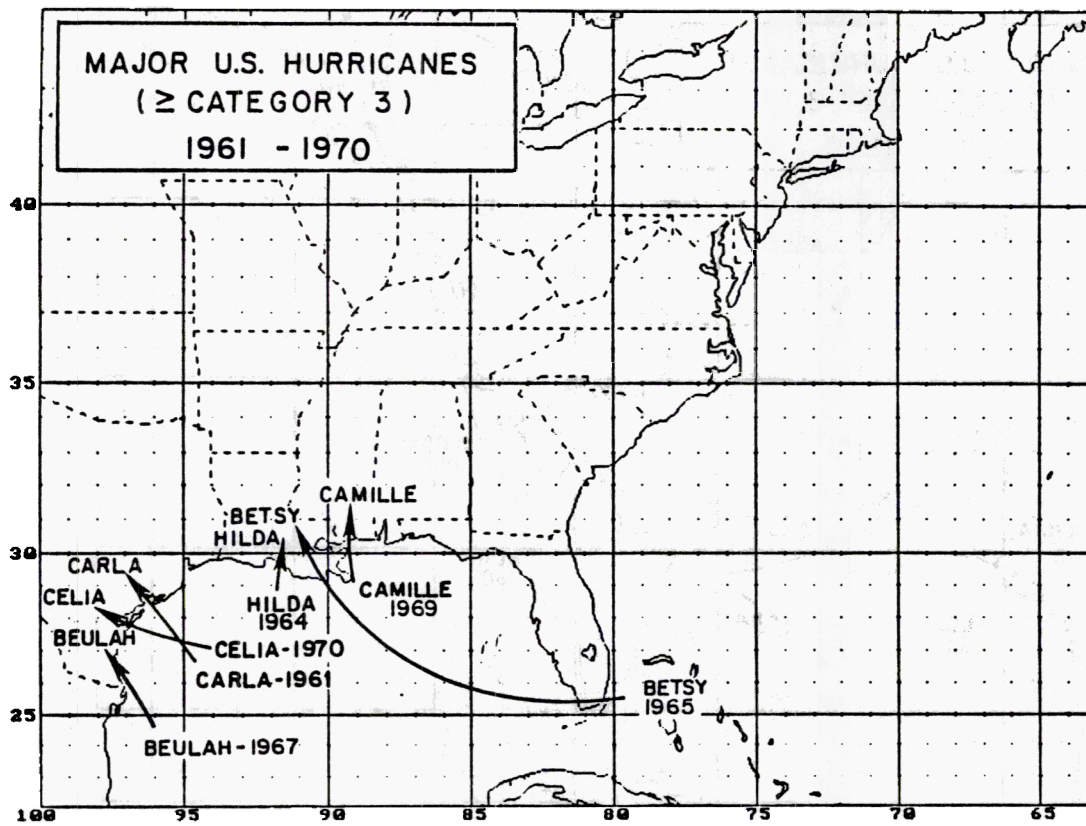 MAJOR U.S. HURRICANES
(≥ CATEGORY 3)
1961 - 1970
40
35
30
25
100
95
90
85
80
75
70
65
CAMILLE
BETSY
HILDA
CARLA
CELIA
BEULAH
HILDA
1964
CAMILLE
1969
CELIA-1970
CARLA-1961
BEULAH-1967
BETSY
1965